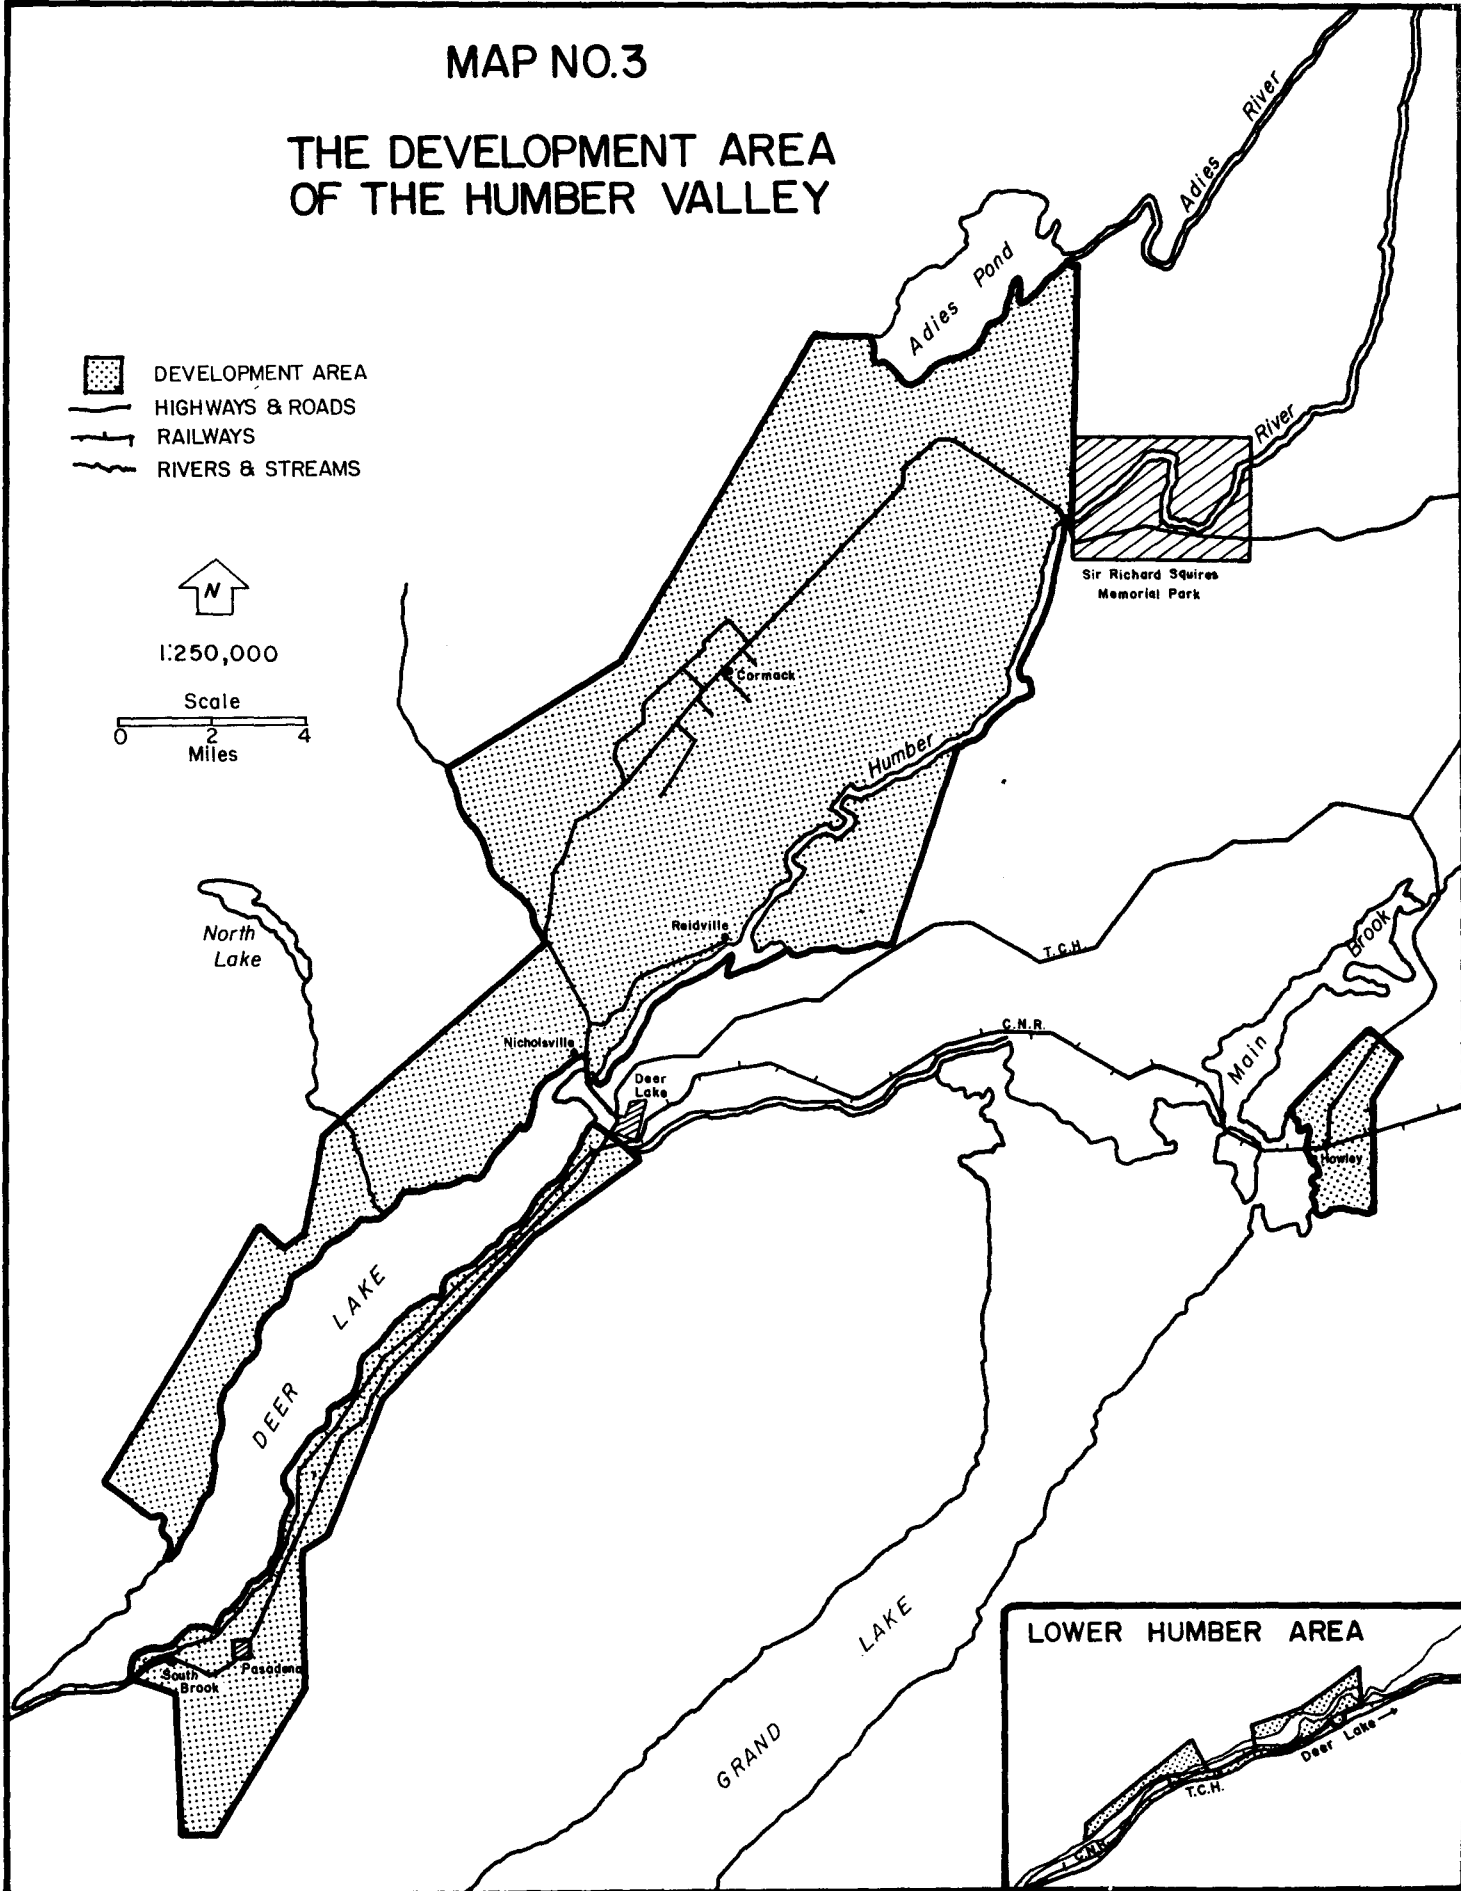 MAP NO.3
THE DEVELOPMENT AREA
OF THE HUMBER VALLEY
DEVELOPMENT AREA
HIGHWAYS & ROADS
RAILWAYS
RIVERS & STREAMS
N
1:250,000
Scale
0 2 4
Miles
Adies River
Adies Pond
River
Sir Richard Squires
Memorial Park
Cormack
Humber
North
Lake
Reidville
T.C.H.
Main Brook
C.N.R.
Nicholsville
Deer
Lake
Howley
DEER LAKE
South
Brook
Pasadena
GRAND LAKE
LOWER HUMBER AREA
Deer Lake
T.C.H.
C.N.R.